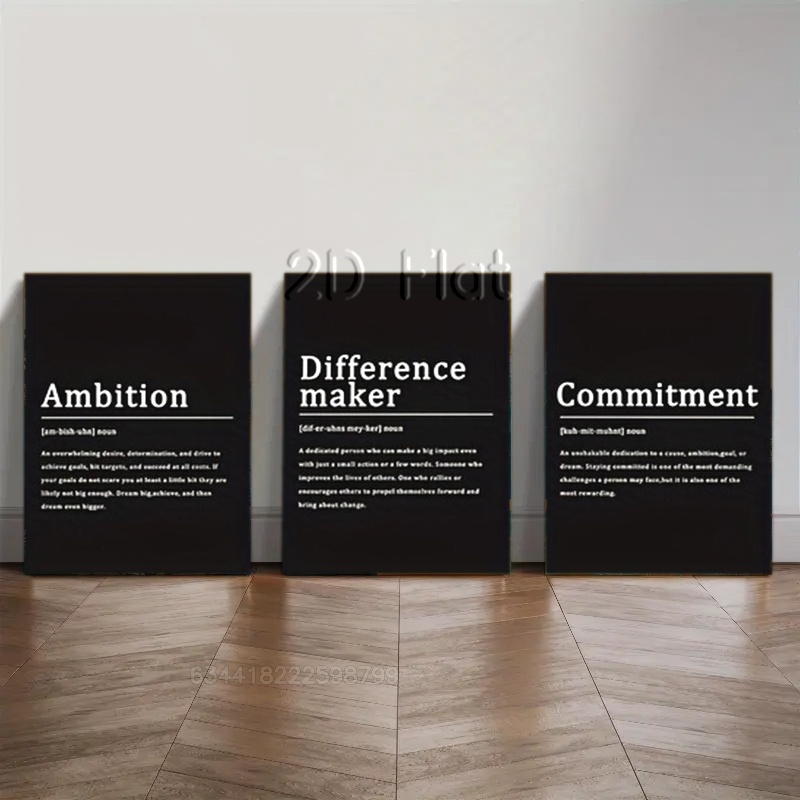 2D Flat
Ambition
[am-bish-uhn] noun
An overwhelming desire, determination, and drive to
achieve goals, hit targets, and succeed at all costs. If
your goals do not scare you at least a little bit they are
likely not big enough. Dream big,achieve, and then
dream even bigger.
Difference
maker
[dif-er-uhns mey-ker] noun
A dedicated person who can make a big impact even
with just a small action or a few words. Someone who
improves the lives of others. One who rallies or
encourages others to propel themselves forward and
bring about change.
Commitment
[kuh-mit-muhnt] noun
An unshakable dedication to a cause, ambition,goal, or
dream. Staying committed is one of the most demanding
challenges a person may face,but it is also one of the
most rewarding.
634418222598799